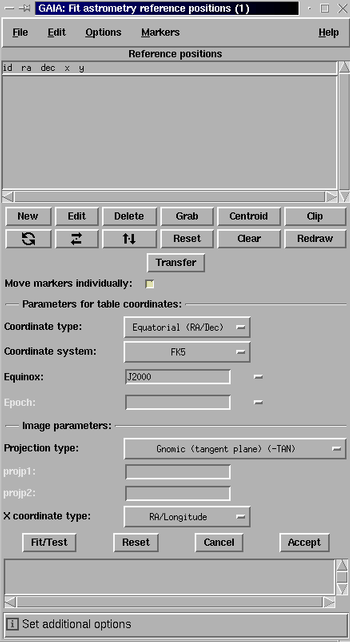 GAIA: Fit astrometry reference positions (1)
File Edit Options Markers Help
Reference positions
id ra dec x y
New Edit Delete Grab Centroid Clip
Reset Clear Redraw
Transfer
Move markers individually:
Parameters for table coordinates:
Coordinate type: Equatorial (RA/Dec)
Coordinate system: FK5
Equinox: J2000
Epoch:
Image parameters:
Projection type: Gnomic (tangent plane) (-TAN)
projp1:
projp2:
X coordinate type: RA/Longitude
Fit/Test Reset Cancel Accept
Set additional options